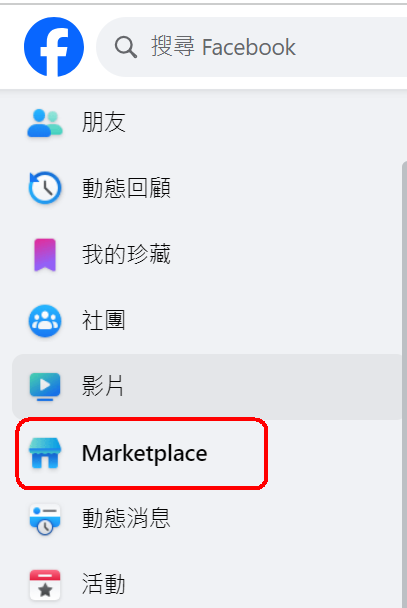 搜尋 Facebook
朋友
動態回顧
我的珍藏
社團
影片
Marketplace
動態消息
活動